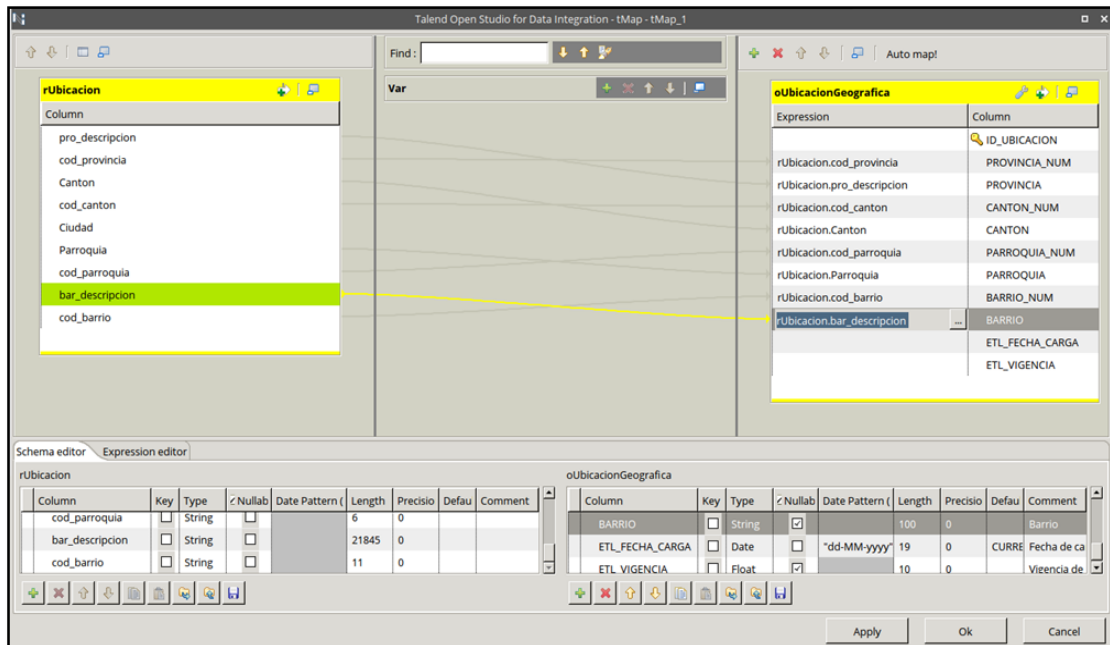 Talend Open Studio for Data Integration - tMap - tMap_1
Find :
Auto map!
rUbicacion
Column
pro_descripcion
cod_provincia
Canton
cod_canton
Ciudad
Parroquia
cod_parroquia
bar_descripcion
cod_barrio
Var
oUbicacionGeografica
Expression Column
ID_UBICACION
rUbicacion.cod_provincia PROVINCIA_NUM
rUbicacion.pro_descripcion PROVINCIA
rUbicacion.cod_canton CANTON_NUM
rUbicacion.Canton CANTON
rUbicacion.cod_parroquia PARROQUIA_NUM
rUbicacion.Parroquia PARROQUIA
rUbicacion.cod_barrio BARRIO_NUM
rUbicacion.bar_descripcion ... BARRIO
ETL_FECHA_CARGA
ETL_VIGENCIA
Schema editor Expression editor
rUbicacion
Column Key Type Nullab Date Pattern ( Length Precisio Defau Comment
cod_parroquia String 6 0
bar_descripcion String 21845 0
cod_barrio String 11 0
oUbicacionGeografica
Column Key Type Nullab Date Pattern ( Length Precisio Defau Comment
BARRIO String 100 0 Barrio
ETL_FECHA_CARGA Date "dd-MM-yyyy" 19 0 CURRE Fecha de ca
ETL_VIGENCIA Float 10 0 Vigencia de
Apply Ok Cancel